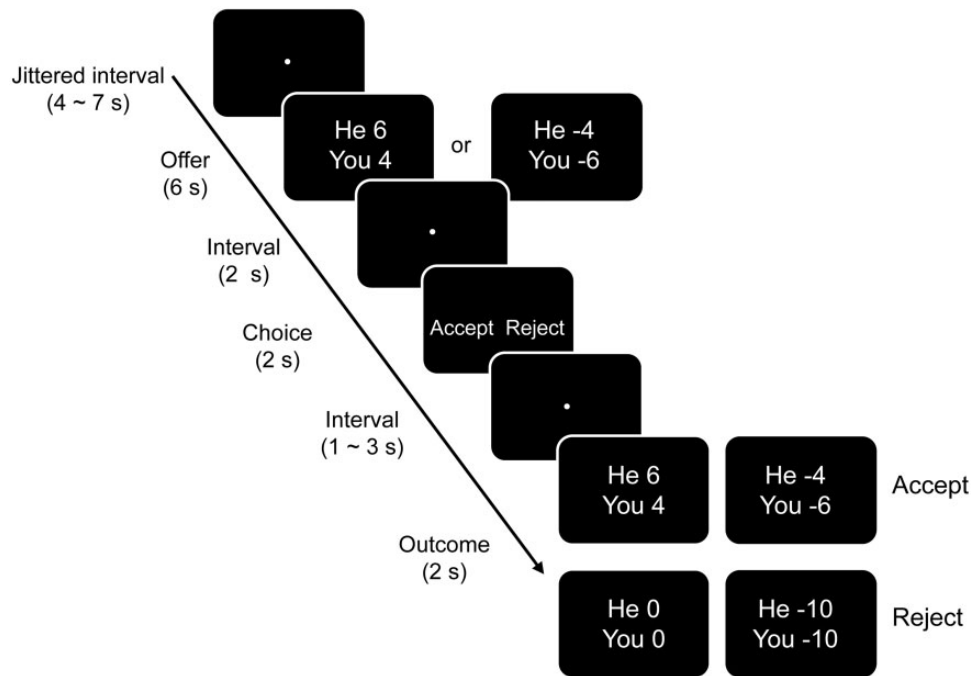 Jittered interval
(4 ~ 7 s)
He 6
You 4
or
He -4
You -6
Offer
(6 s)
Interval
(2 s)
Choice
(2 s)
Accept Reject
Interval
(1 ~ 3 s)
He 6
You 4
He -4
You -6
Accept
Outcome
(2 s)
He 0
You 0
He -10
You -10
Reject